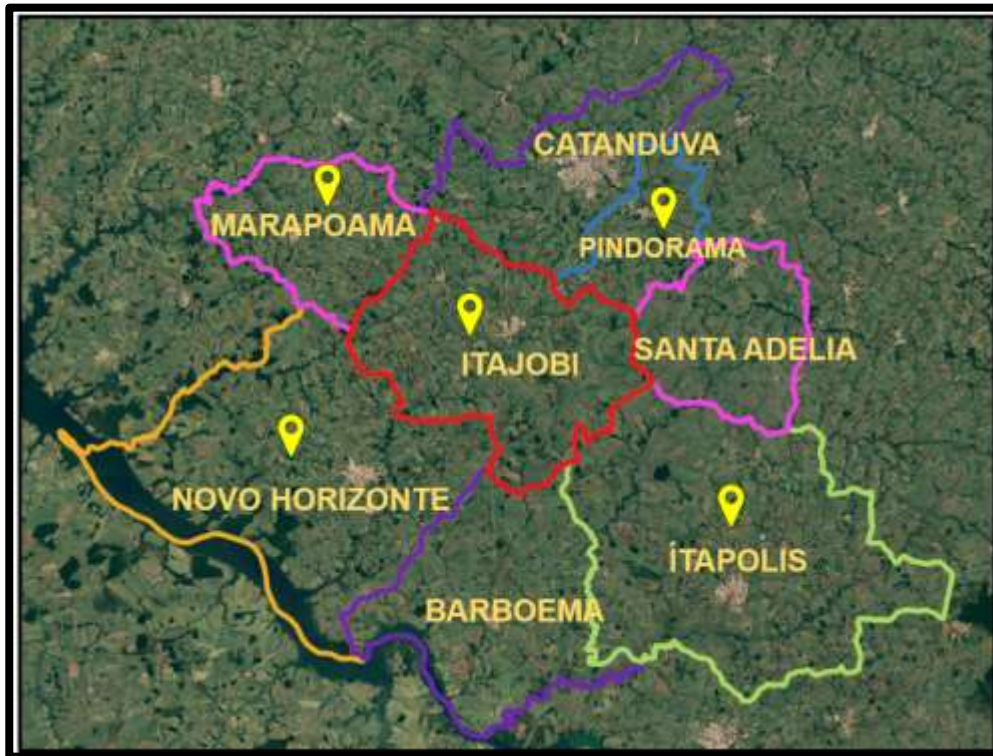 CATANDUVA
MARAPOAMA
PINDORAMA
ITAJOBI
SANTA ADELIA
NOVO HORIZONTE
ÍTAPOLIS
BARBOEMA